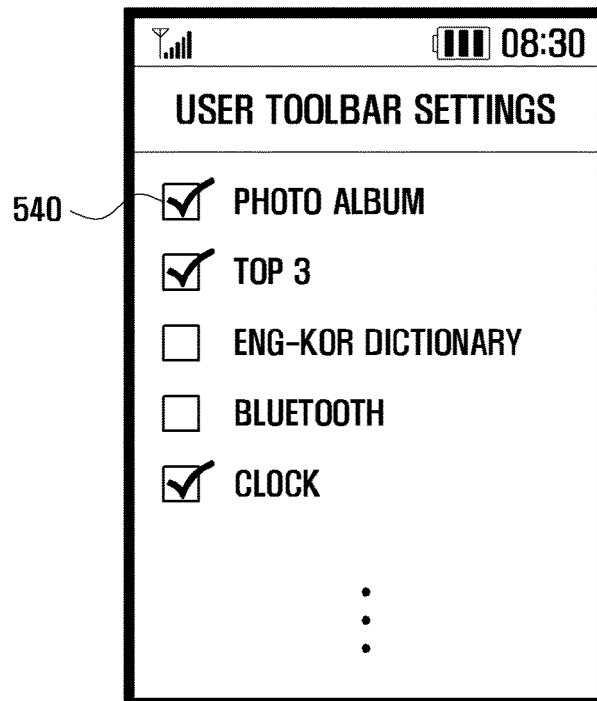 08:30
USER TOOLBAR SETTINGS
540 PHOTO ALBUM
TOP 3
ENG-KOR DICTIONARY
BLUETOOTH
CLOCK